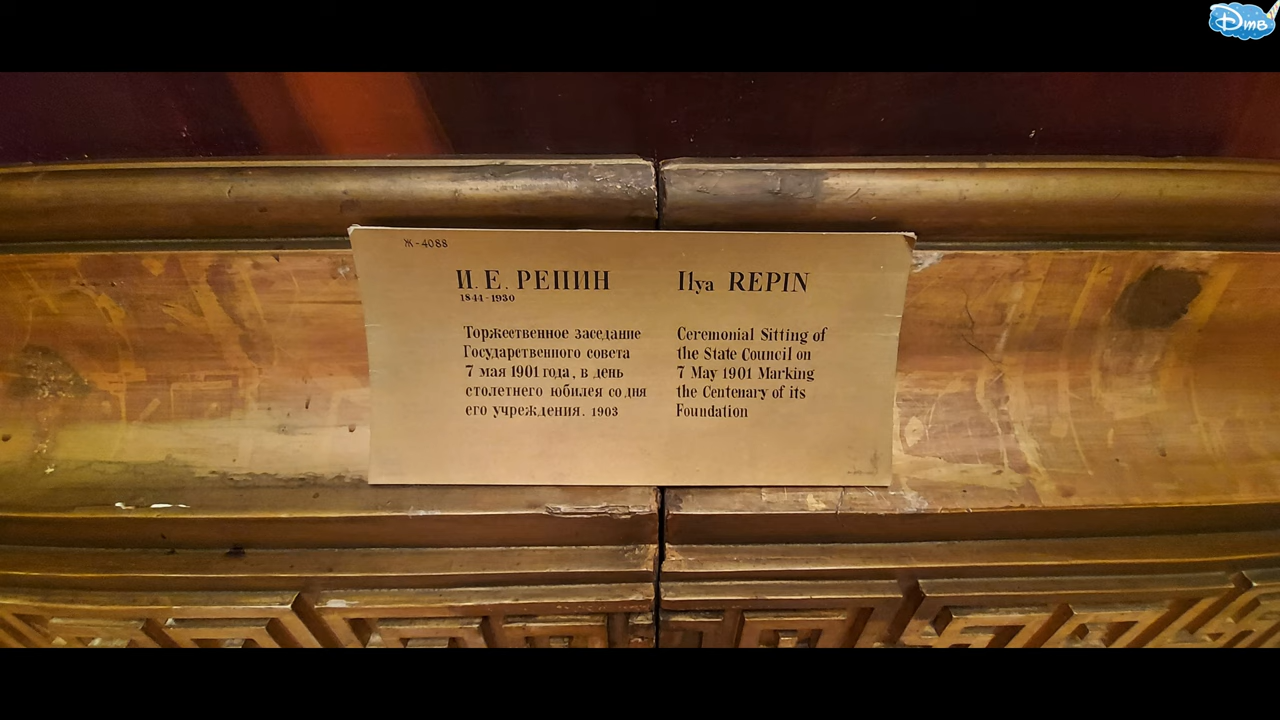 Dmв
Ж-4088
И. Е. РЕПИН
1844-1930
Торжественное заседание
Государственного совета
7 мая 1901 года, в день
столетнего юбилея со дня
его учреждения. 1903
Ilya REPIN
Ceremonial Sitting of
the State Council on
7 May 1901 Marking
the Centenary of its
Foundation